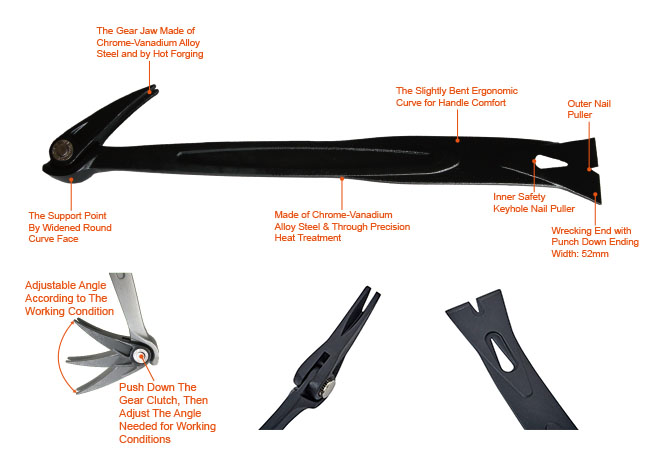 The Gear Jaw Made of
Chrome-Vanadium Alloy
Steel and by Hot Forging
The Slightly Bent Ergonomic
Curve for Handle Comfort
Outer Nail
Puller
The Support Point
By Widened Round
Curve Face
Made of Chrome-Vanadium
Alloy Steel & Through Precision
Heat Treatment
Inner Safety
Keyhole Nail Puller
Wrecking End with
Punch Down Ending
Width: 52mm
Adjustable Angle
According to The
Working Condition
Push Down The
Gear Clutch, Then
Adjust The Angle
Needed for Working
Conditions